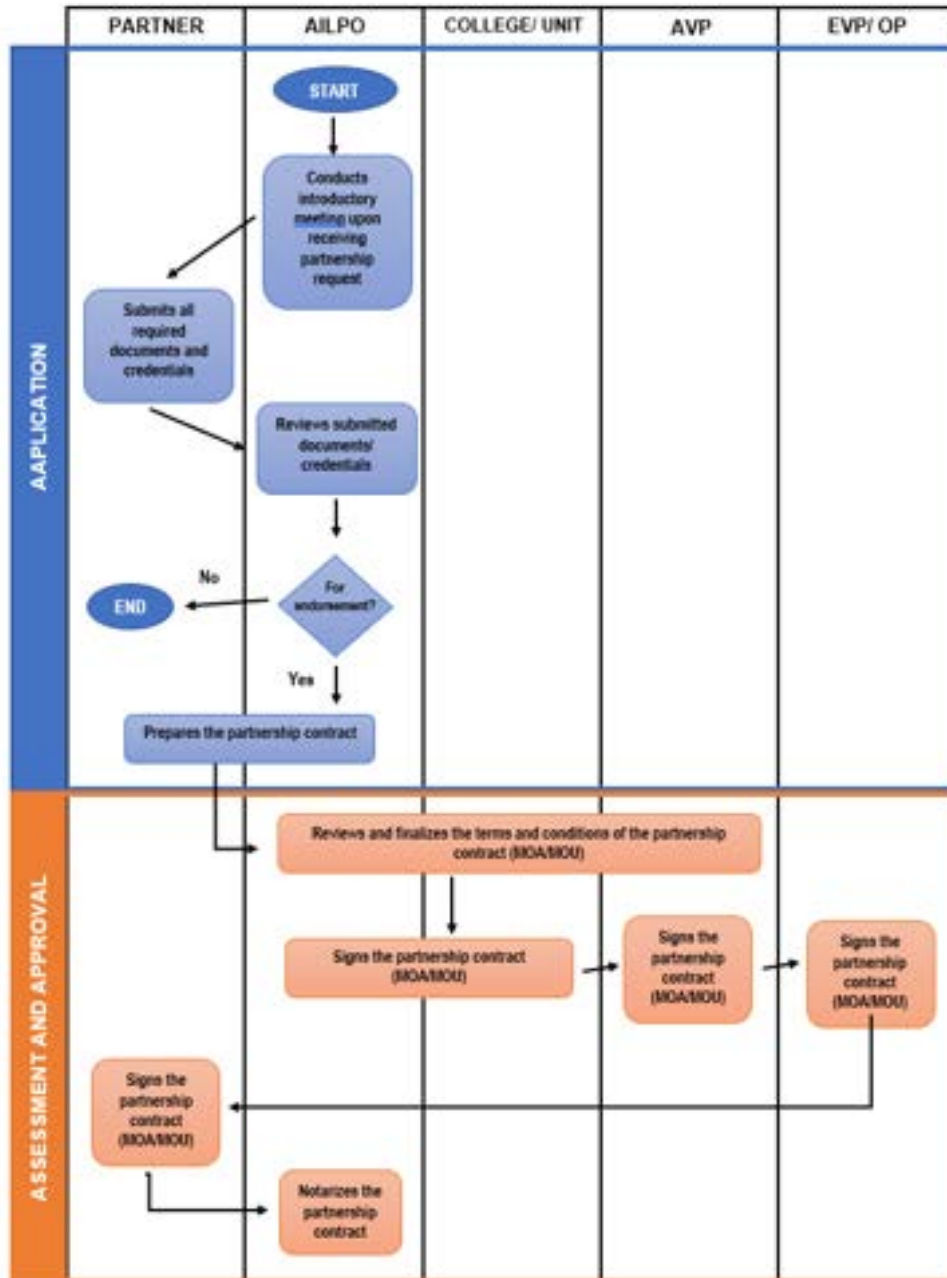 PARTNER AILPO COLLEGE/ UNIT AVP EVP/ OP
AAPLICATION
START
Conducts
introductory
meeting upon
receiving
partnership
request
Submits all
required
documents and
credentials
Reviews submitted
documents/
credentials
For
endorsement?
No
END
Yes
Prepares the partnership contract
ASSESSMENT AND APPROVAL
Reviews and finalizes the terms and conditions of the partnership
contract (MOA/MOU)
Signs the partnership contract
(MOA/MOU)
Signs the
partnership
contract
(MOA/MOU)
Signs the
partnership
contract
(MOA/MOU)
Signs the
partnership
contract
(MOA/MOU)
Notarizes the
partnership
contract